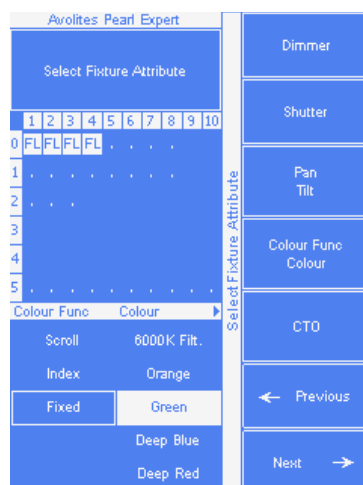 Avolites Pearl Expert
Select Fixture Attribute
1 2 3 4 5 6 7 8 9 10
0 FL FL FL FL . . . .
1 . . . . . . . .
2 . . .
3
4
5 . . . . . . . . . .
Colour Func Colour
Scroll 6000K Filt.
Index Orange
Fixed Green
Deep Blue
Deep Red
Select Fixture Attribute
Dimmer
Shutter
Pan
Tilt
Colour Func
Colour
CTO
Previous
Next